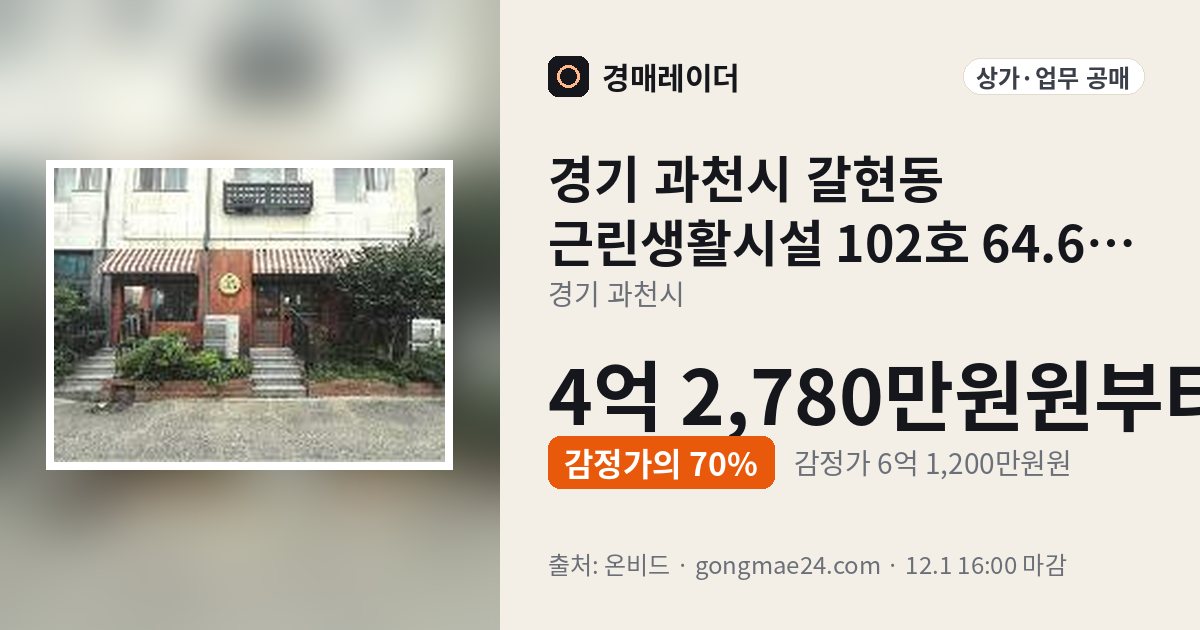 경매레이더
상가·업무 공매
경기 과천시 갈현동
근린생활시설 102호 64.6···
경기 과천시
4억 2,780만원원부터
감정가의 70%
감정가 6억 1,200만원원
출처: 온비드 · gongmae24.com · 12.1 16:00 마감